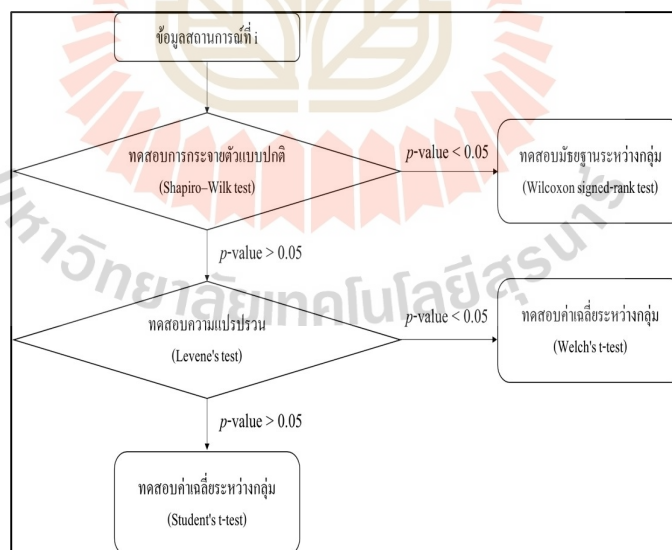 ข้อมูลสถานการณ์ที่ i
ทดสอบการกระจายตัวแบบปกติ
(Shapiro–Wilk test)
p-value < 0.05
ทดสอบมัธยฐานระหว่างกลุ่ม
(Wilcoxon signed-rank test)
p-value > 0.05
ทดสอบความแปรปรวน
(Levene's test)
p-value < 0.05
ทดสอบค่าเฉลี่ยระหว่างกลุ่ม
(Welch's t-test)
p-value > 0.05
ทดสอบค่าเฉลี่ยระหว่างกลุ่ม
(Student's t-test)
มหาวิทยาลัยเทคโนโลยีสุรนารี